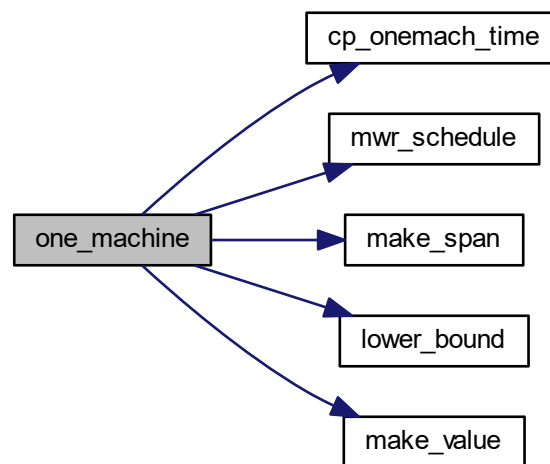 cp_onemach_time
mwr_schedule
one_machine
make_span
lower_bound
make_value